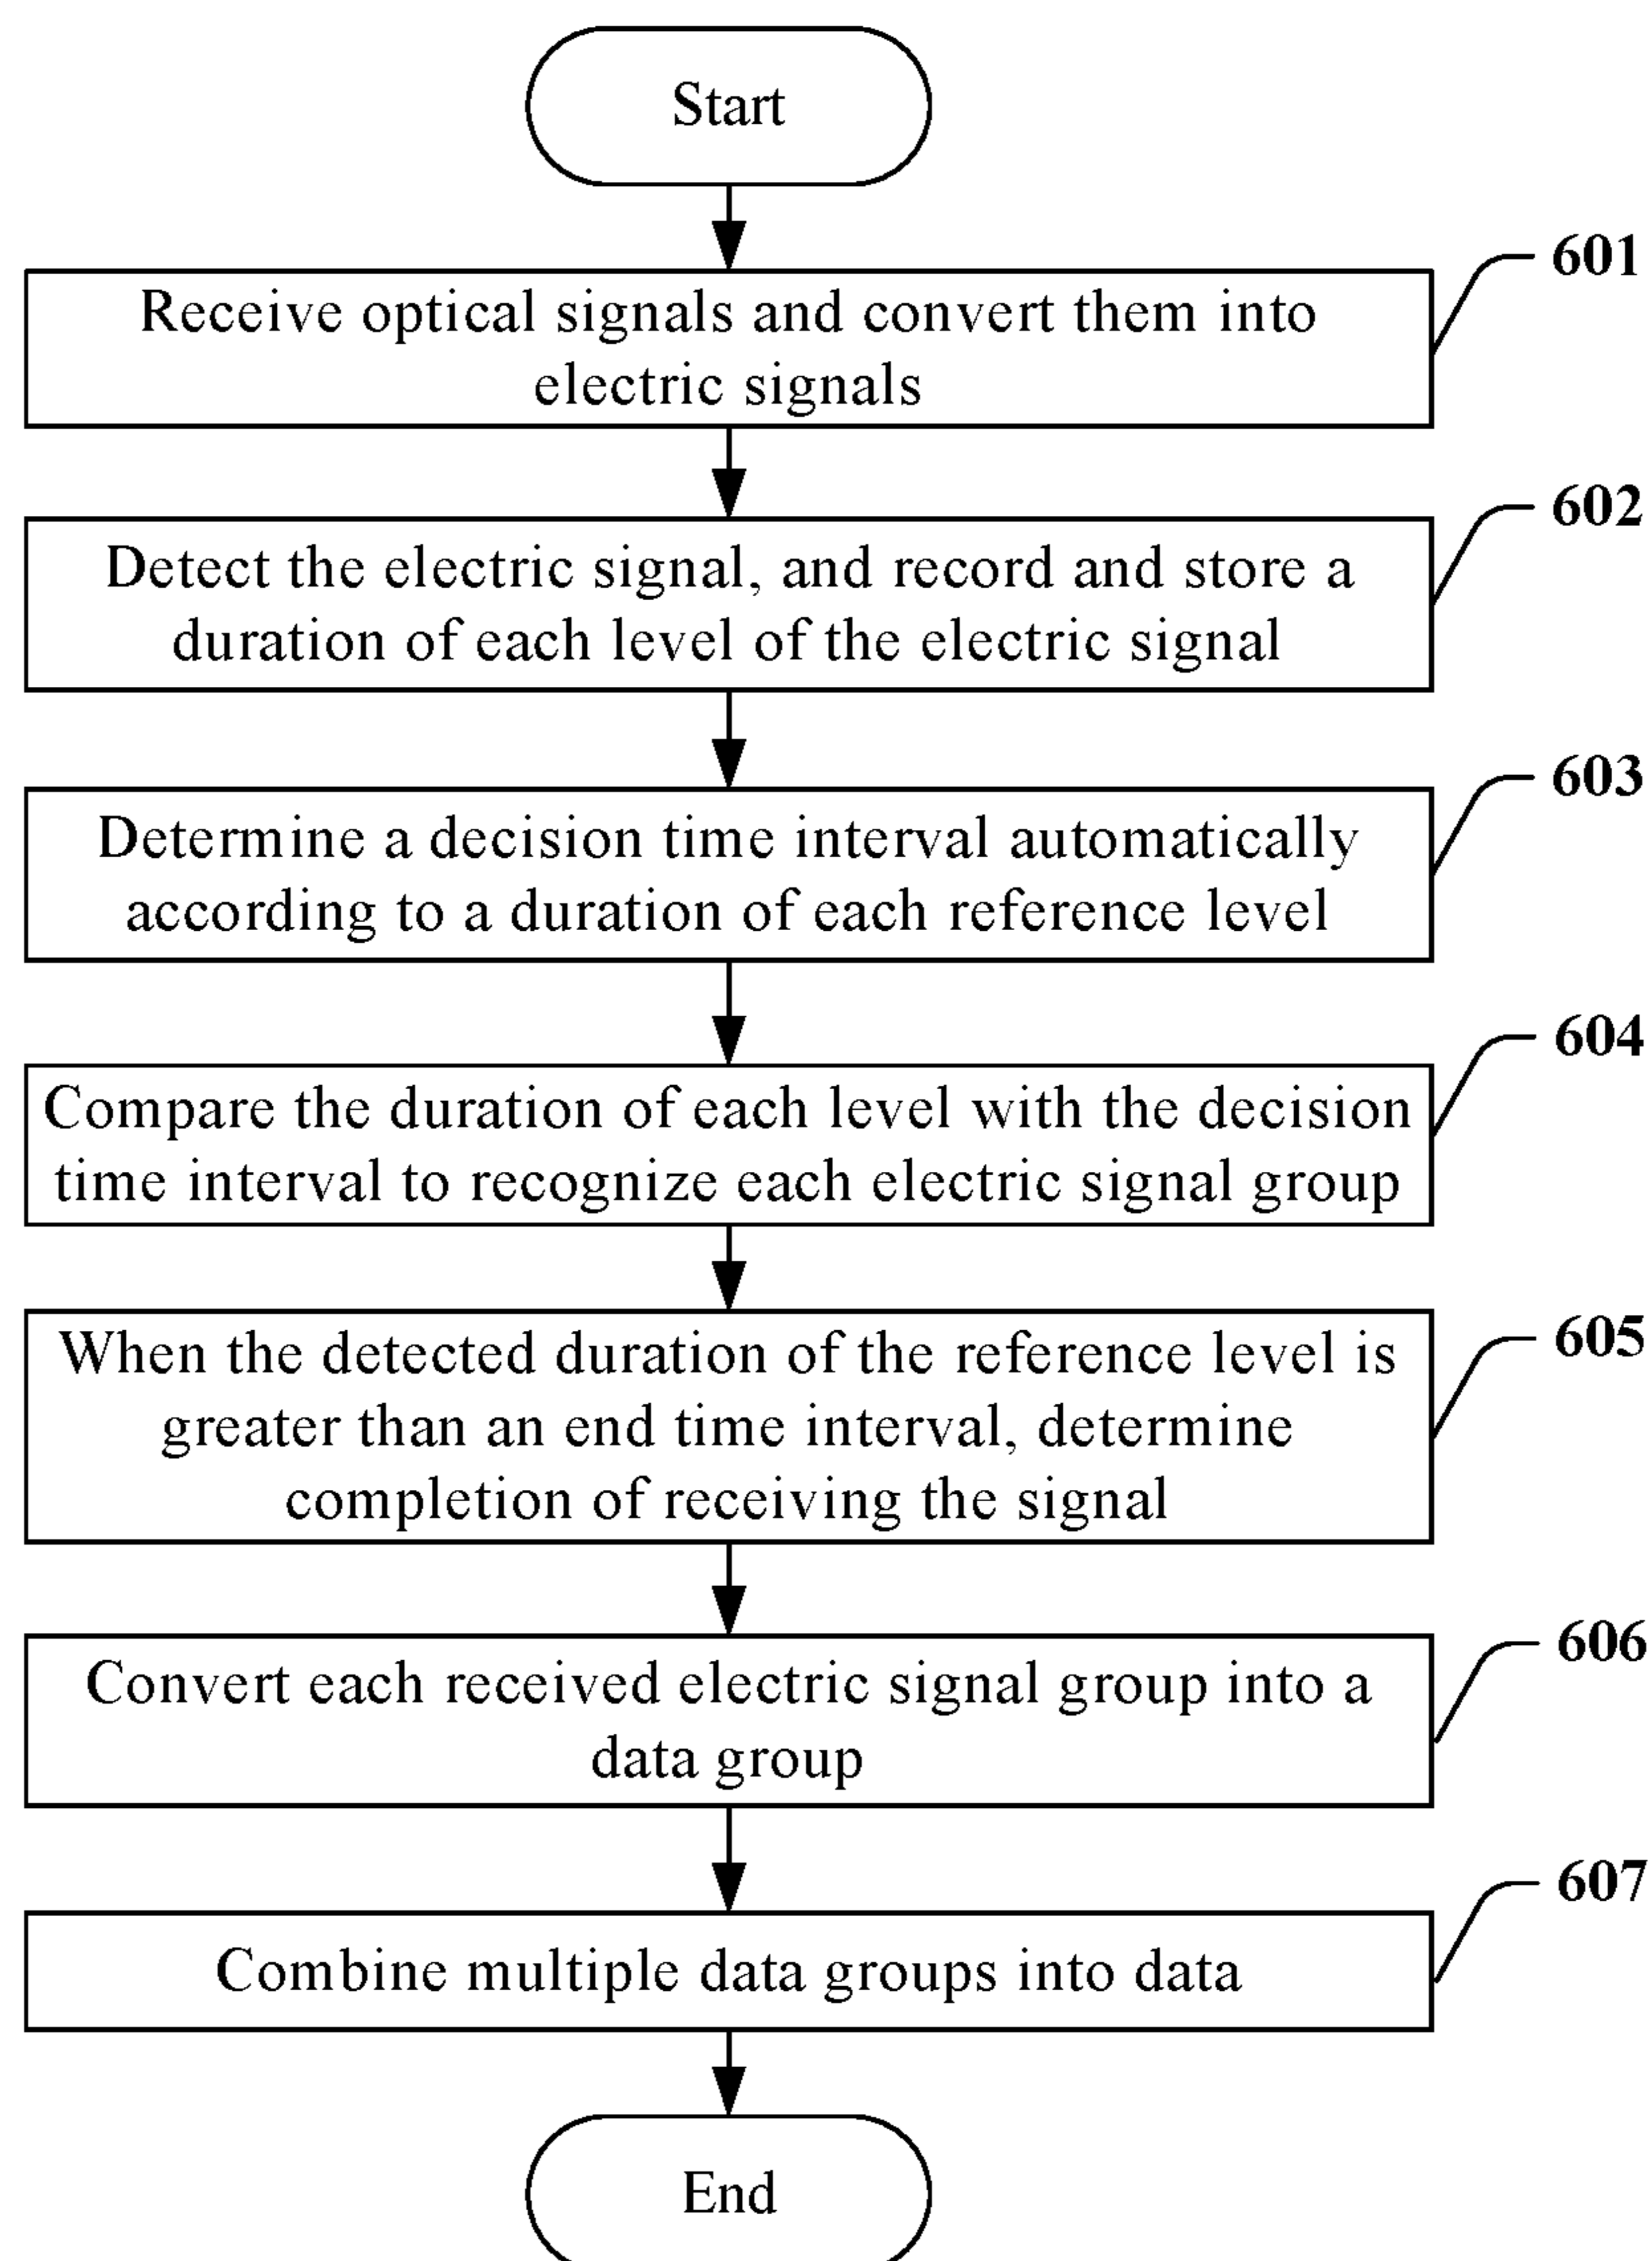 Start
601
Receive optical signals and convert them into
electric signals
602
Detect the electric signal, and record and store a
duration of each level of the electric signal
603
Determine a decision time interval automatically
according to a duration of each reference level
604
Compare the duration of each level with the decision
time interval to recognize each electric signal group
605
When the detected duration of the reference level is
greater than an end time interval, determine
completion of receiving the signal
606
Convert each received electric signal group into a
data group
607
Combine multiple data groups into data
End